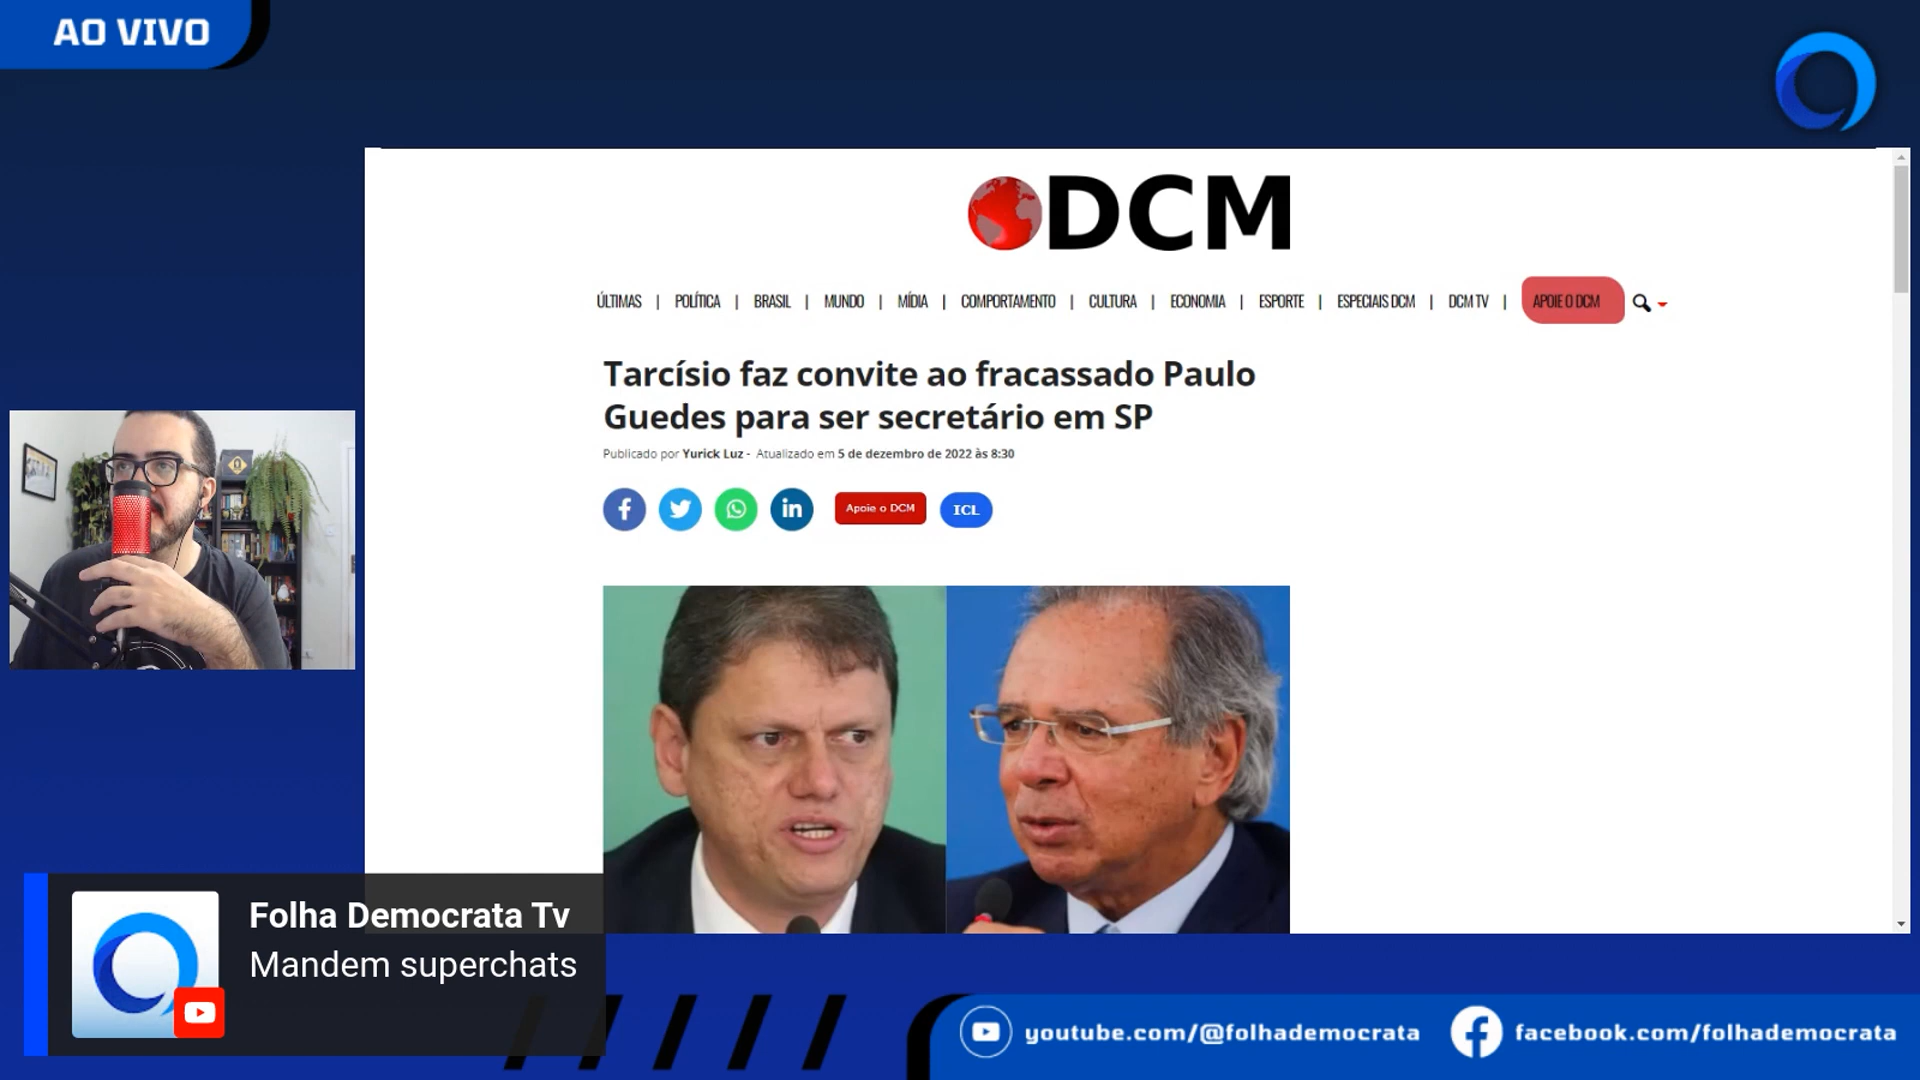 AO VIVO
DCM
ÚLTIMAS | POLÍTICA | BRASIL | MUNDO | MÍDIA | COMPORTAMENTO | CULTURA | ECONOMIA | ESPORTE | ESPECIAIS DCM | DCM TV | APOIE O DCM
Tarcísio faz convite ao fracassado Paulo
Guedes para ser secretário em SP
Publicado por Yurick Luz - Atualizado em 5 de dezembro de 2022 às 8:30
Apoie o DCM
ICL
Folha Democrata Tv
Mandem superchats
youtube.com/@folhademocrata
facebook.com/folhademocrata